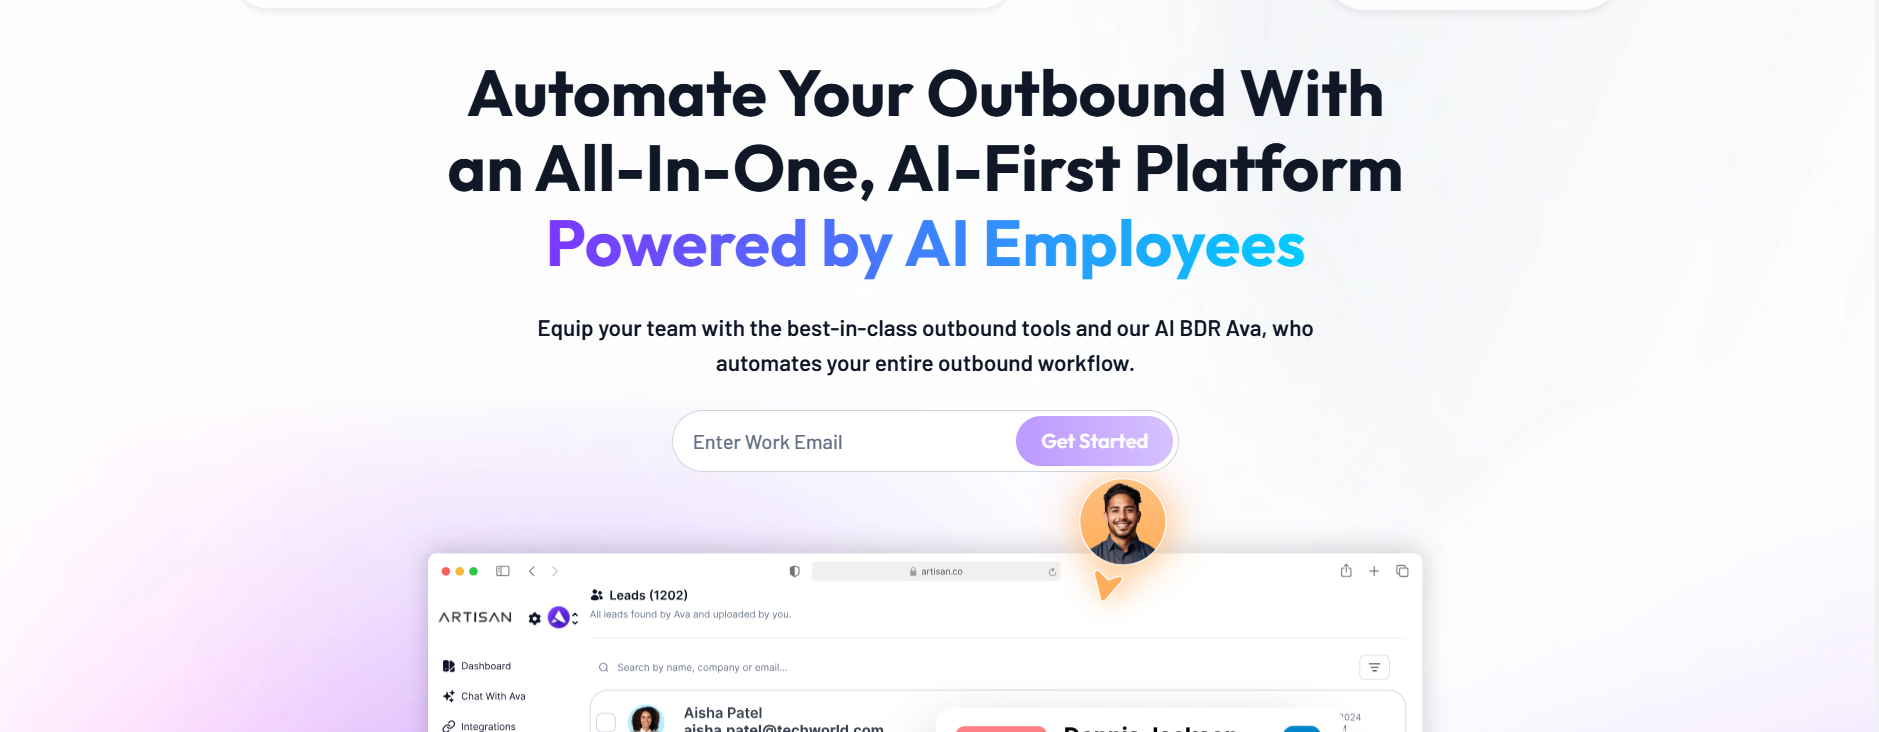 Automate Your Outbound With
an All-In-One, AI-First Platform
Powered by AI Employees
Equip your team with the best-in-class outbound tools and our AI BDR Ava, who
automates your entire outbound workflow.
Enter Work Email
Get Started
artisan.co
ARTISAN
Leads (1202)
All leads found by Ava and uploaded by you.
Dashboard
Search by name, company or email...
Chat With Ava
Integrations
Aisha Patel
aisha.patel@techworld.com
Dennis Jackson
2024